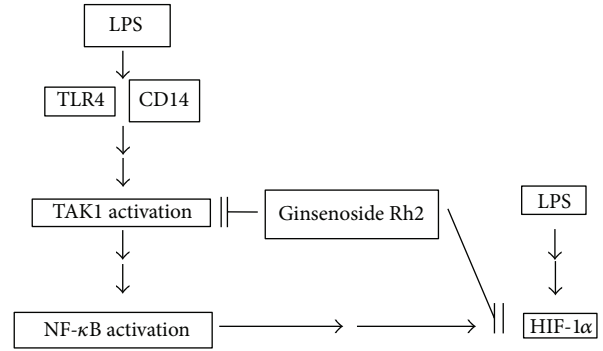 LPS
TLR4
CD14
TAK1 activation
Ginsenoside Rh2
LPS
NF-κB activation
HIF-1α